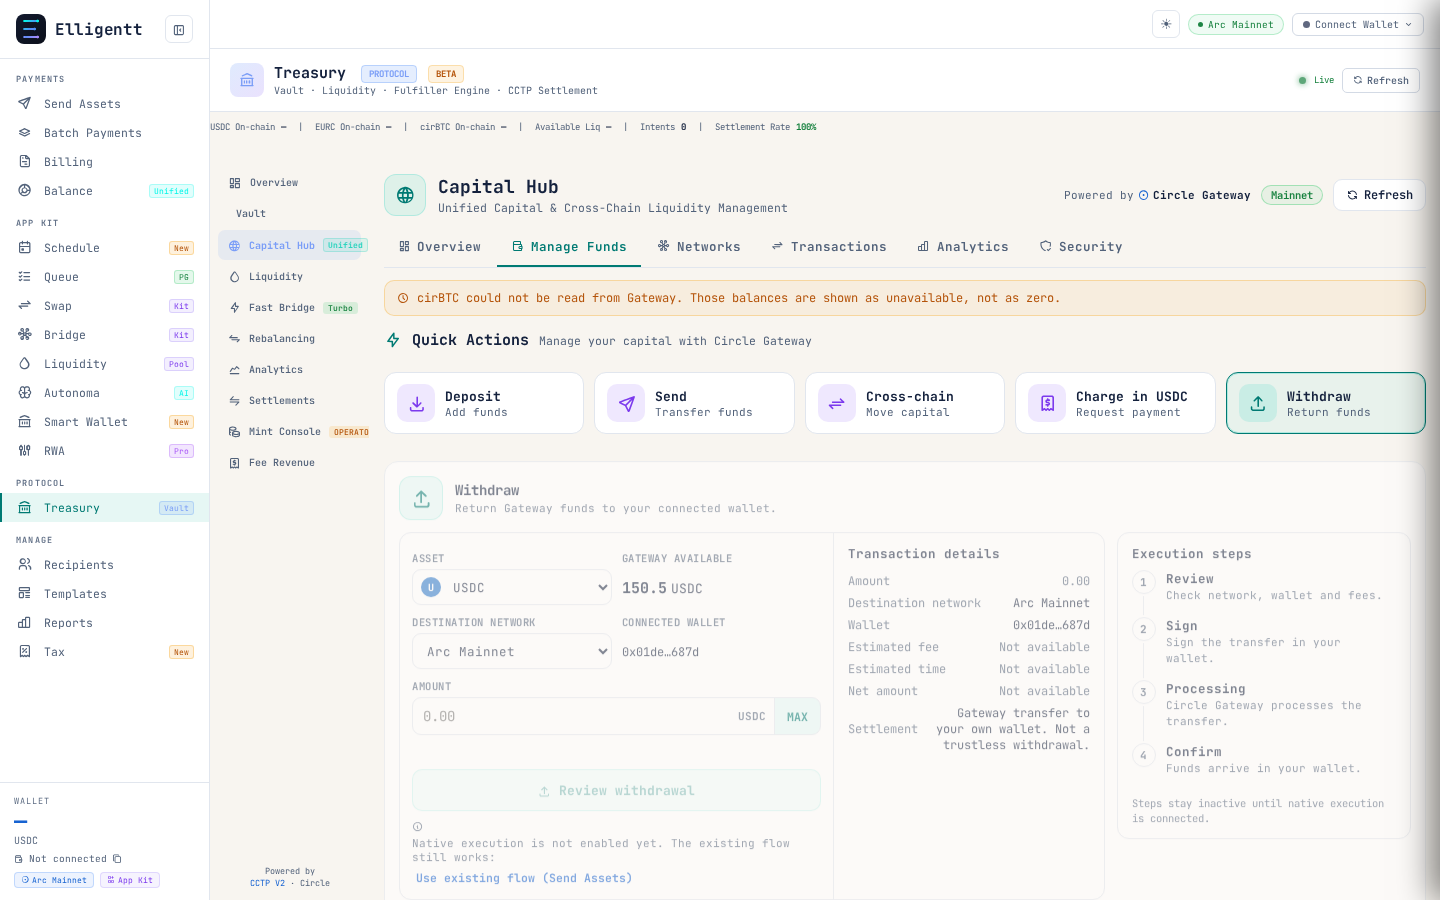 Elligentt
Arc Mainnet
Connect Wallet
PAYMENTS
Send Assets
Batch Payments
Billing
Balance Unified
APP KIT
Schedule New
Queue PG
Swap Kit
Bridge Kit
Liquidity Pool
Autonoma AI
Smart Wallet New
RWA Pro
PROTOCOL
Treasury Vault
MANAGE
Recipients
Templates
Reports
Tax New
WALLET
—
USDC
Not connected
Arc Mainnet App Kit
Treasury PROTOCOL BETA
Vault · Liquidity · Fulfiller Engine · CCTP Settlement
Live
Refresh
USDC On-chain — | EURC On-chain — | cirBTC On-chain — | Available Liq — | Intents 0 | Settlement Rate 100%
Overview
Vault
Capital Hub Unified
Liquidity
Fast Bridge Turbo
Rebalancing
Analytics
Settlements
Mint Console OPERATO
Fee Revenue
Powered by
CCTP V2 · Circle
Capital Hub
Unified Capital & Cross-Chain Liquidity Management
Powered by Circle Gateway Mainnet Refresh
Overview Manage Funds Networks Transactions Analytics Security
cirBTC could not be read from Gateway. Those balances are shown as unavailable, not as zero.
Quick Actions Manage your capital with Circle Gateway
Deposit
Add funds
Send
Transfer funds
Cross-chain
Move capital
Charge in USDC
Request payment
Withdraw
Return funds
Withdraw
Return Gateway funds to your connected wallet.
ASSET
U USDC
GATEWAY AVAILABLE
150.5 USDC
DESTINATION NETWORK
Arc Mainnet
CONNECTED WALLET
0x01de…687d
AMOUNT
0.00 USDC MAX
Review withdrawal
Native execution is not enabled yet. The existing flow
still works:
Use existing flow (Send Assets)
Transaction details
Amount 0.00
Destination network Arc Mainnet
Wallet 0x01de…687d
Estimated fee Not available
Estimated time Not available
Net amount Not available
Settlement Gateway transfer to
your own wallet. Not a
trustless withdrawal.
Execution steps
1 Review
Check network, wallet and fees.
2 Sign
Sign the transfer in your
wallet.
3 Processing
Circle Gateway processes the
transfer.
4 Confirm
Funds arrive in your wallet.
Steps stay inactive until native execution
is connected.